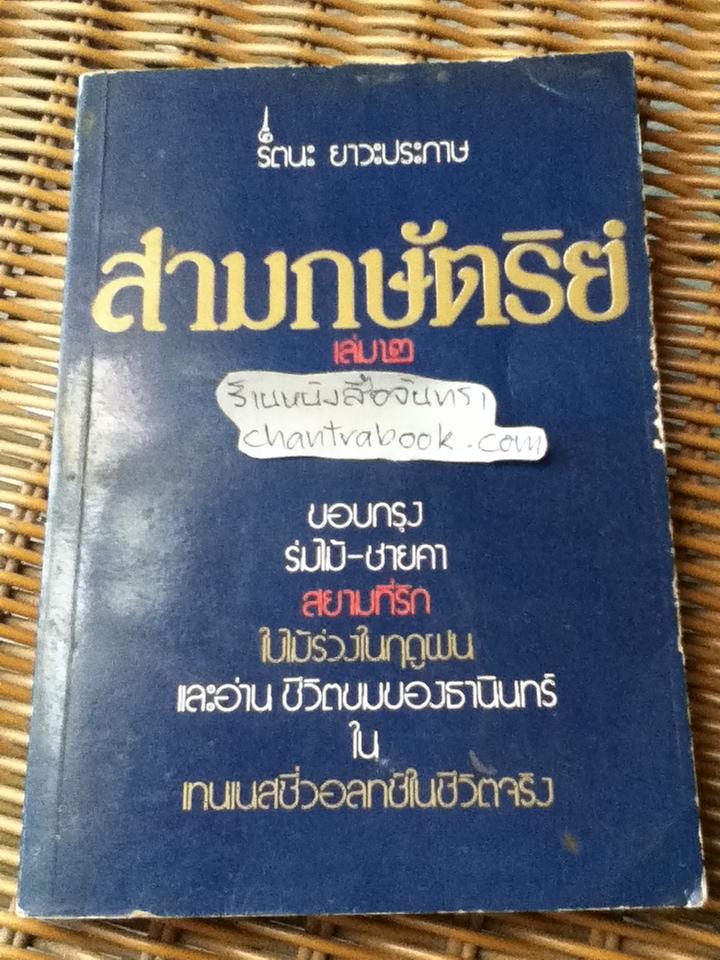 รัตนะ ยาวะประภาษ
สามกษัตริย์
เล่ม ๒
ร้านหนังสือจันทรา
chantrabook.com
ขอบกรุง
ร่มไม้-ชายคา
สยามที่รัก
ใบไม้ร่วงในฤดูฝน
และอ่าน ชีวิตขมของธานินทร์
ใน
เทนเนสซี่วอลทซ์ในชีวิตจริง